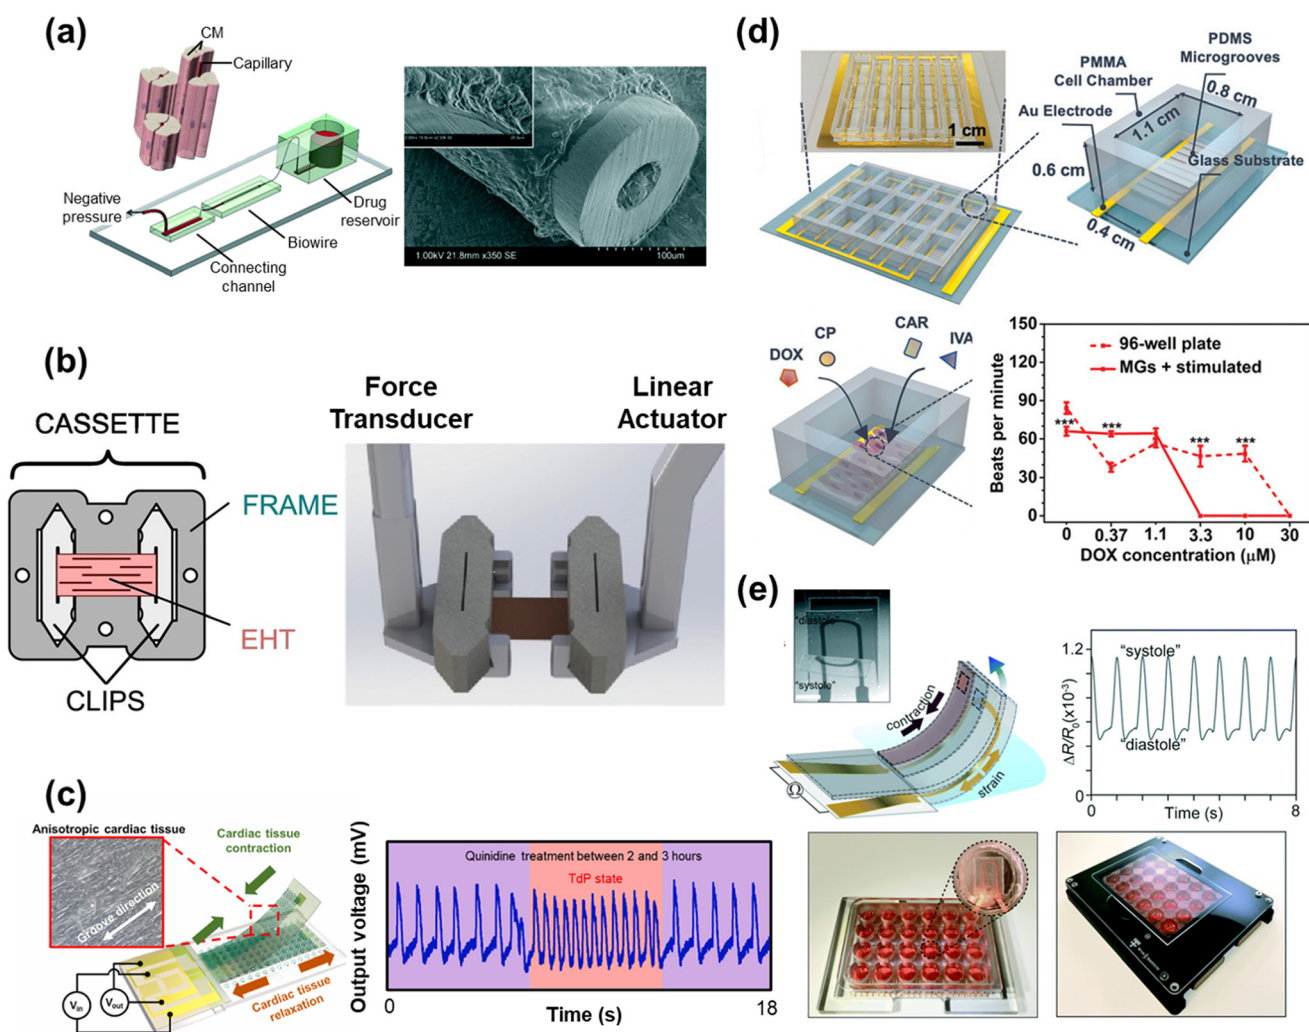 (a)
CM
Capillary
Negative
pressure
Drug
reservoir
Biowire
Connecting
channel
1.00kV 21.8mm x350 SE
100um
(b)
CASSETTE
FRAME
EHT
CLIPS
Force
Transducer
Linear
Actuator
(c)
Anisotropic cardiac tissue
Groove direction
Cardiac tissue
contraction
Cardiac tissue
relaxation
Vin
Vout
Output voltage (mV)
Quinidine treatment between 2 and 3 hours
TdP state
0
18
Time (s)
(d)
1 cm
PMMA
Cell Chamber
PDMS
Microgrooves
Au Electrode
0.8 cm
1.1 cm
Glass Substrate
0.6 cm
0.4 cm
DOX
CP
CAR
IVA
Beats per minute
150
120
90
60
30
0
96-well plate
MGs + stimulated
***
***
***
***
0
0.37
1.1
3.3
10
30
DOX concentration (μM)
(e)
"diastole"
"systole"
contraction
strain
Ω
ΔR/R0(x10⁻³)
1.2
0.6
0
"systole"
"diastole"
0
8
Time (s)